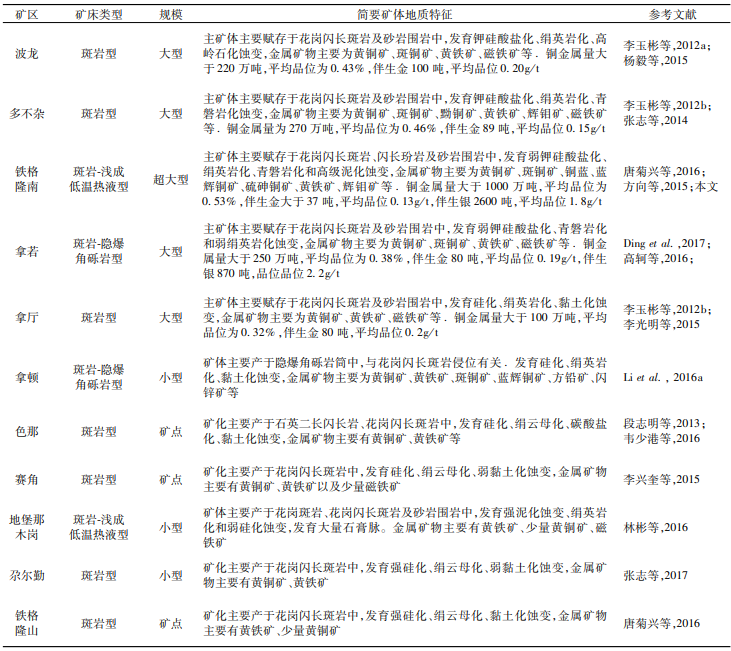 矿区 矿床类型 规模 简要矿体地质特征 参考文献
波龙 斑岩型 大型 主矿体主要赋存于花岗闪长斑岩及砂岩围岩中,发育钾硅酸盐化、绢英岩化、高
岭石化蚀变,金属矿物主要为黄铜矿、斑铜矿、黄铁矿、磁铁矿等．铜金属量大
于220万吨,平均品位为0.43%,伴生金100吨,平均品位0.20g/t
李玉彬等,2012a;
杨毅等,2015
多不杂 斑岩型 大型 主矿体主要赋存于花岗闪长斑岩及砂岩围岩中,发育钾硅酸盐化、绢英岩化、青
磐岩化蚀变,金属矿物主要为黄铜矿、斑铜矿、黝铜矿、黄铁矿、辉钼矿、磁铁矿
等．铜金属量为270万吨,平均品位为0.46%,伴生金89吨,平均品位0.15g/t
李玉彬等,2012b;
张志等,2014
铁格
隆南
斑岩-浅成
低温热液型
超大型
主矿体主要赋存于花岗闪长斑岩、闪长玢岩及砂岩围岩中,发育弱钾硅酸盐化、
绢英岩化、青磐岩化和高级泥化蚀变,金属矿物主要为黄铜矿、斑铜矿、铜蓝、蓝
辉铜矿、硫砷铜矿、黄铁矿、辉钼矿等．铜金属量大于1000万吨,平均品位为
0.53%,伴生金大于37吨,平均品位0.13g/t,伴生银2600吨,平均品位1.8g/t
唐菊兴等,2016;
方向等,2015;本文
拿若
斑岩-隐爆
角砾岩型
大型
主矿体主要赋存于花岗闪长斑岩及砂岩围岩中,发育弱钾硅酸盐化、青磐岩化
和弱绢英岩化蚀变,金属矿物主要为黄铜矿、斑铜矿、黄铁矿、磁铁矿等．铜金
属量大于250万吨,平均品位为0.38%,伴生金80吨,平均品位0.19g/t,伴生
银870吨,品位品位2.2g/t
Ding et al.,2017;
高轲等,2016;
拿厅 斑岩型 大型 主矿体主要赋存于花岗闪长斑岩及砂岩围岩中,发育硅化、绢英岩化、黏土化蚀
变,金属矿物主要为黄铜矿、黄铁矿、磁铁矿等．铜金属量大于100万吨,平均品
位为0.32%,伴生金80吨,平均品位0.2g/t
李玉彬等,2012b;
李光明等,2015
拿顿
斑岩-隐爆
角砾岩型
小型
矿体主要产于隐爆角砾岩筒中,与花岗闪长斑岩侵位有关．发育硅化、绢英岩
化、黏土化蚀变,金属矿物主要为黄铜矿、黄铁矿、斑铜矿、蓝辉铜矿、方铅矿、闪
锌矿等
Li et al., 2016a
色那 斑岩型 矿点 矿化主要产于石英二长闪长岩、花岗闪长斑岩中,发育硅化、绢云母化、碳酸盐
化、黏土化蚀变,金属矿物主要有黄铜矿、黄铁矿等
段志明等,2013;
韦少港等,2016
赛角 斑岩型 矿点 矿化主要产于花岗闪长斑岩中,发育硅化、绢云母化、弱黏土化蚀变,金属矿物
主要有黄铜矿、黄铁矿以及少量磁铁矿
李兴奎等,2015
地堡那
木岗
斑岩-浅成
低温热液型
小型
矿体主要产于花岗斑岩、花岗闪长斑岩及砂岩围岩中,发育强泥化蚀变、绢英岩
化和弱硅化蚀变,发育大量石膏脉。金属矿物主要有黄铁矿、少量黄铜矿、磁
铁矿
林彬等,2016
尕尔勤 斑岩型 小型 矿化主要产于花岗闪长斑岩中,发育强硅化、绢云母化、弱黏土化蚀变,金属矿
物主要有黄铜矿、黄铁矿
张志等,2017
铁格
隆山
斑岩型 矿点 矿化主要产于花岗闪长斑岩中,发育强硅化、绢云母化、黏土化蚀变,金属矿物
主要有黄铁矿、少量黄铜矿
唐菊兴等,2016